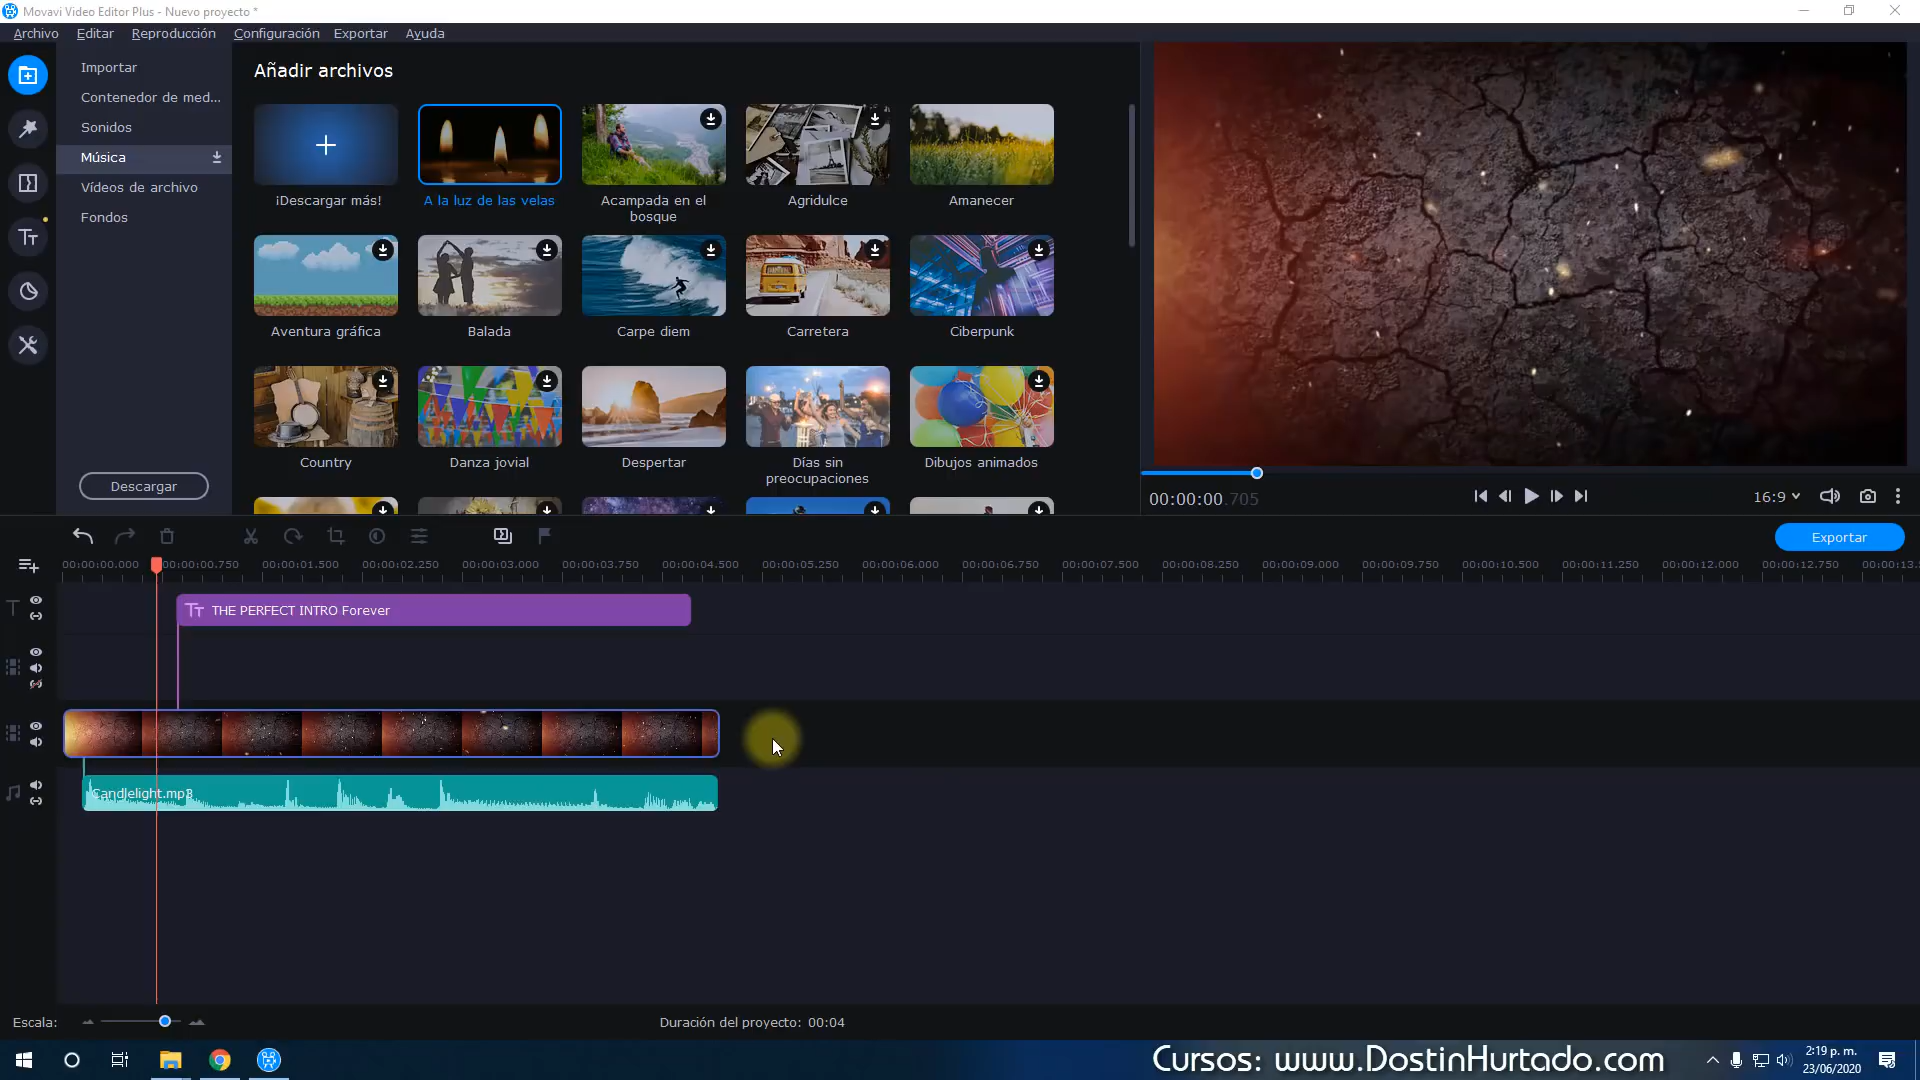 Movavi Video Editor Plus - Nuevo proyecto *
Archivo Editar Reproducción Configuración Exportar Ayuda
Importar
Contenedor de med...
Sonidos
Música
Vídeos de archivo
Fondos
Descargar
Añadir archivos
¡Descargar más! A la luz de las velas Acampada en el bosque Agridulce Amanecer
Aventura gráfica Balada Carpe diem Carretera Ciberpunk
Country Danza jovial Despertar Días sin preocupaciones Dibujos animados
00:00:00.705
16:9
Exportar
00:00:00.000 00:00:00.750 00:00:01.500 00:00:02.250 00:00:03.000 00:00:03.750 00:00:04.500 00:00:05.250 00:00:06.000 00:00:06.750 00:00:07.500 00:00:08.250 00:00:09.000 00:00:09.750 00:00:10.500 00:00:11.250 00:00:12.000 00:00:12.750 00:00:13.
Tт THE PERFECT INTRO Forever
Candlelight.mp3
Escala:
Duración del proyecto: 00:04
Cursos: www.DostinHurtado.com
2:19 p. m.
23/06/2020